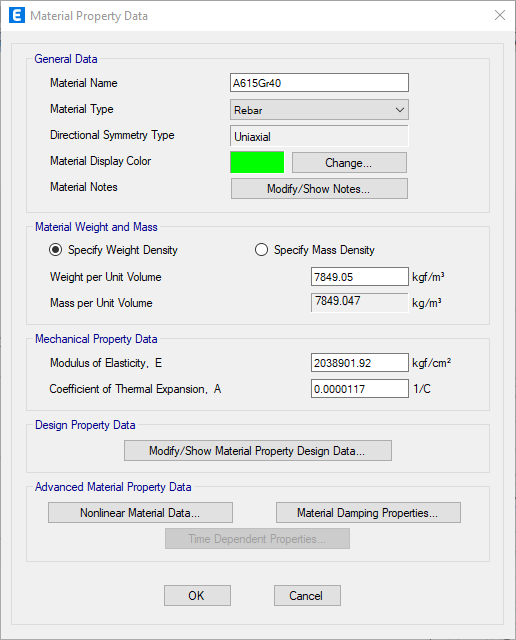 E Material Property Data
General Data
Material Name A615Gr40
Material Type Rebar
Directional Symmetry Type Uniaxial
Material Display Color Change...
Material Notes Modify/Show Notes...
Material Weight and Mass
Specify Weight Density Specify Mass Density
Weight per Unit Volume 7849.05 kgf/m³
Mass per Unit Volume 7849.047 kg/m³
Mechanical Property Data
Modulus of Elasticity, E 2038901.92 kgf/cm²
Coefficient of Thermal Expansion, A 0.0000117 1/C
Design Property Data
Modify/Show Material Property Design Data...
Advanced Material Property Data
Nonlinear Material Data... Material Damping Properties...
Time Dependent Properties...
OK Cancel